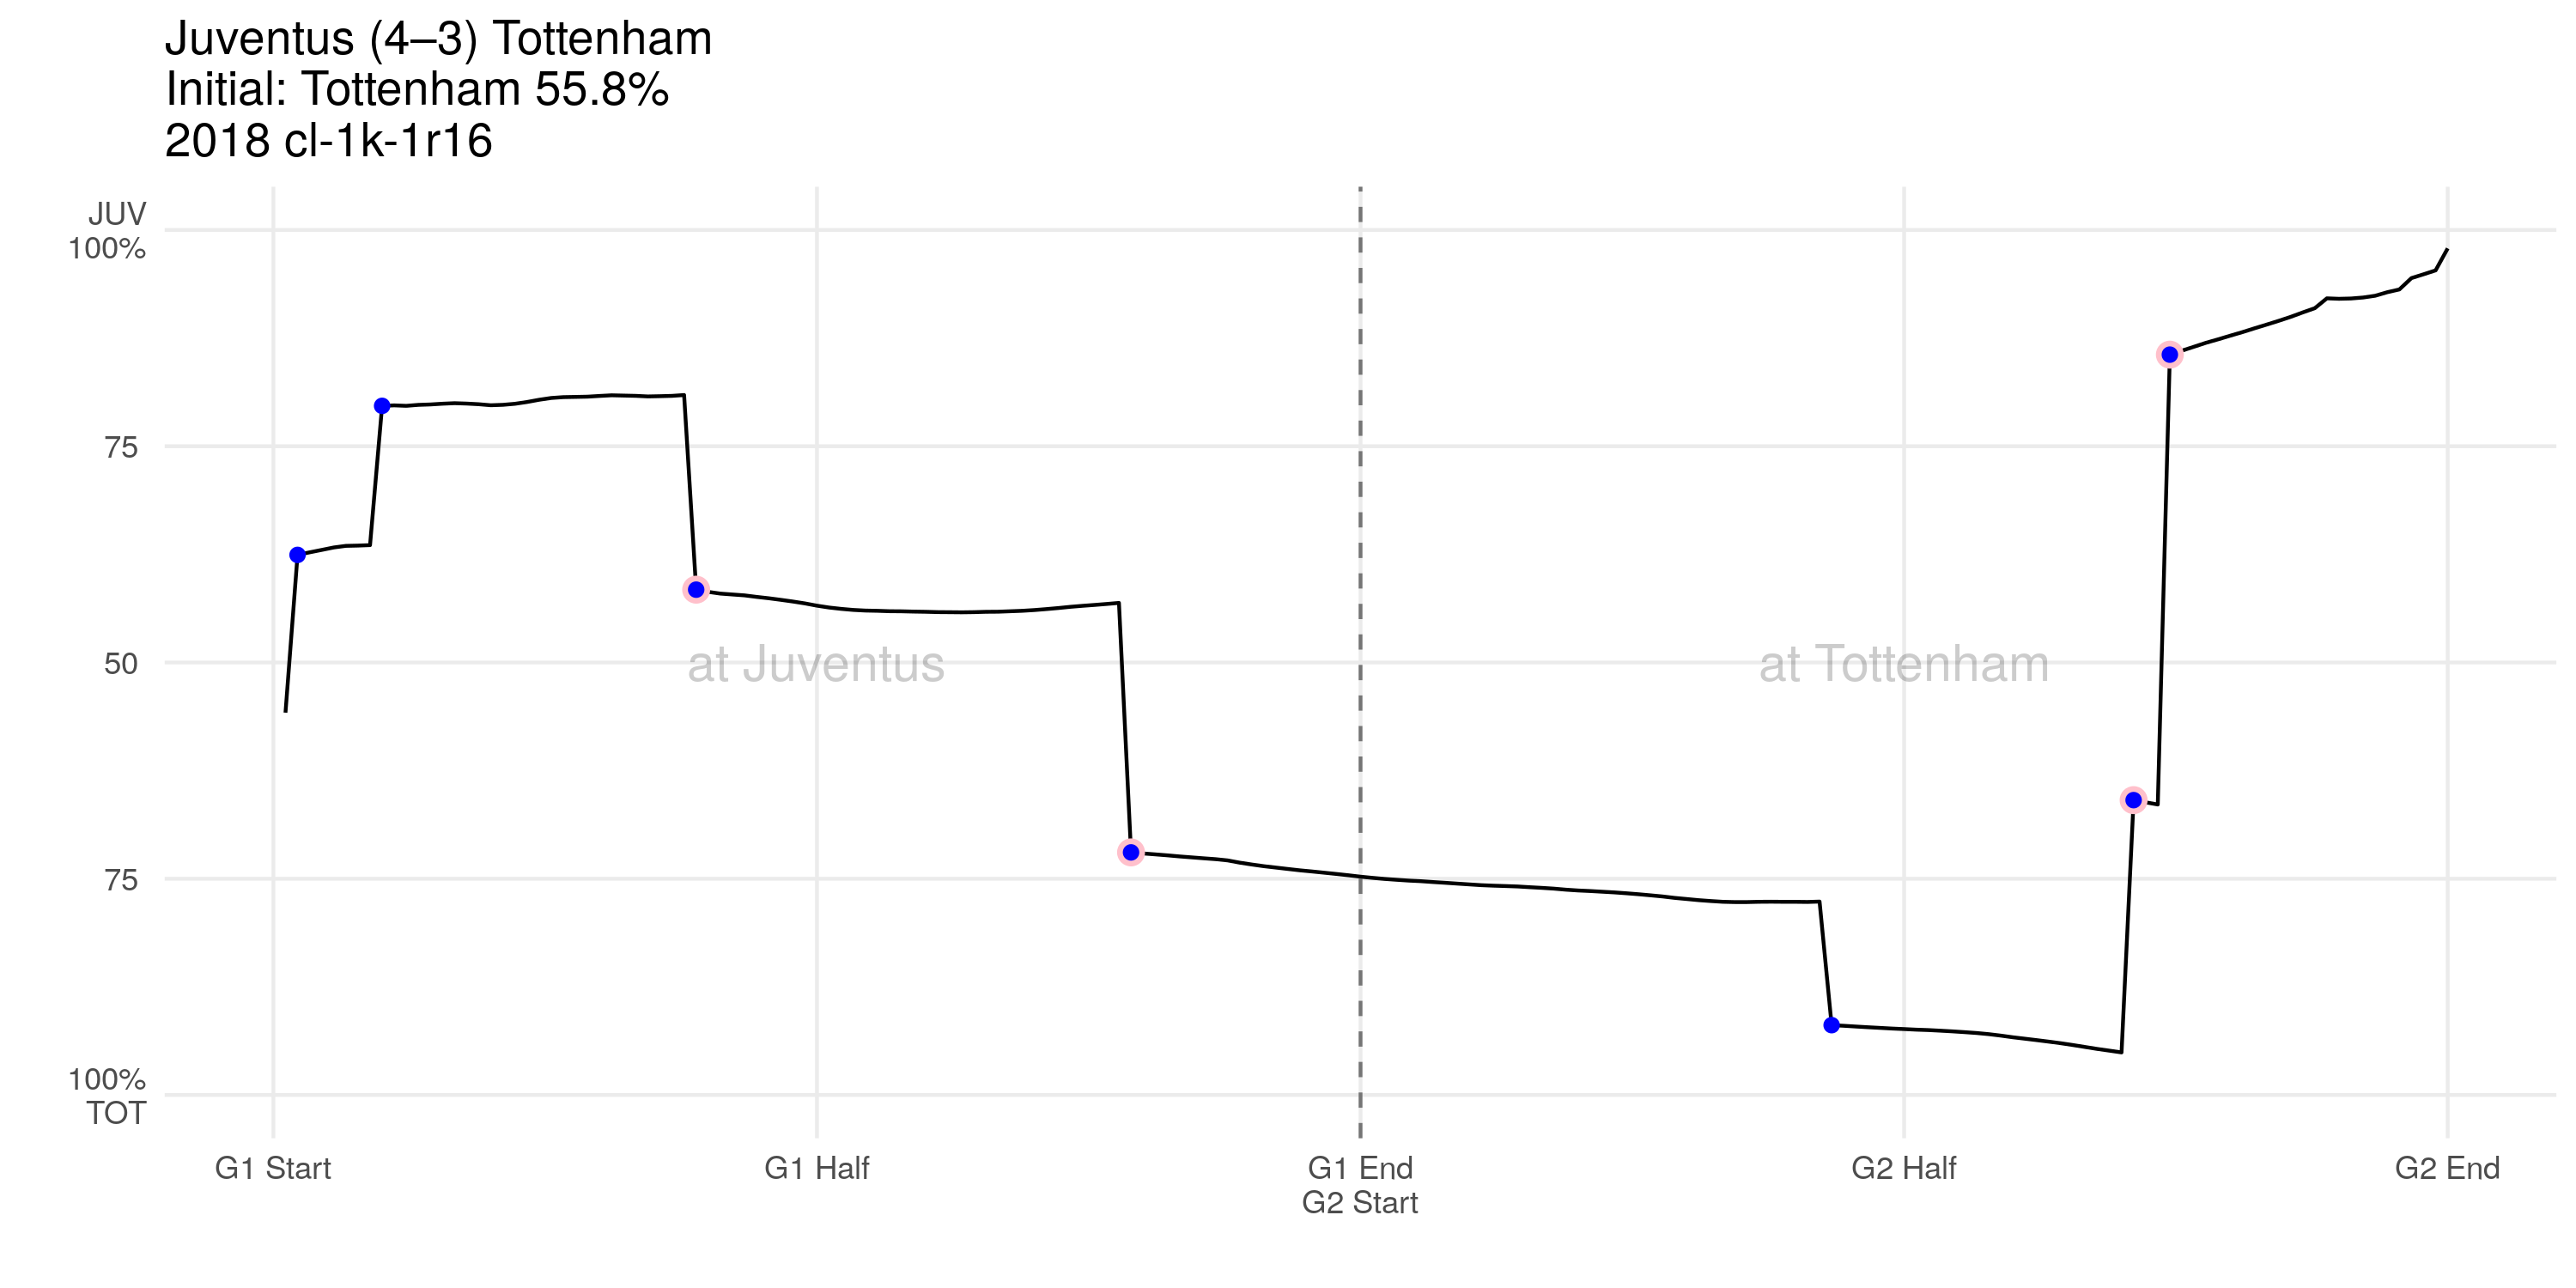 Juventus (4–3) Tottenham
Initial: Tottenham 55.8%
2018 cl-1k-1r16
JUV
100%
75
50
75
100%
TOT
at Juventus
at Tottenham
G1 Start
G1 Half
G1 End
G2 Start
G2 Half
G2 End